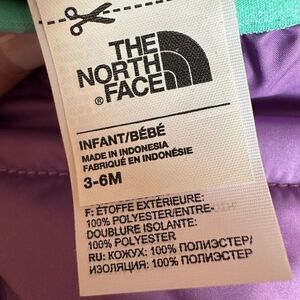 THE
NORTH
®FACE
INFANT/BÉBÉ
MADE IN INDONESIA
FABRIQUÉ EN INDONÉSIE
3-6M
F: ÉTOFFE EXTÉRIEURE:
100% POLYESTER/ENTRE-
DOUBLURE ISOLANTE:
100% POLYESTER
RU: КОЖУХ: 100% ПОЛИЭСТЕР/
ИЗОЛЯЦИЯ: 100% ПОЛИЭСТЕР